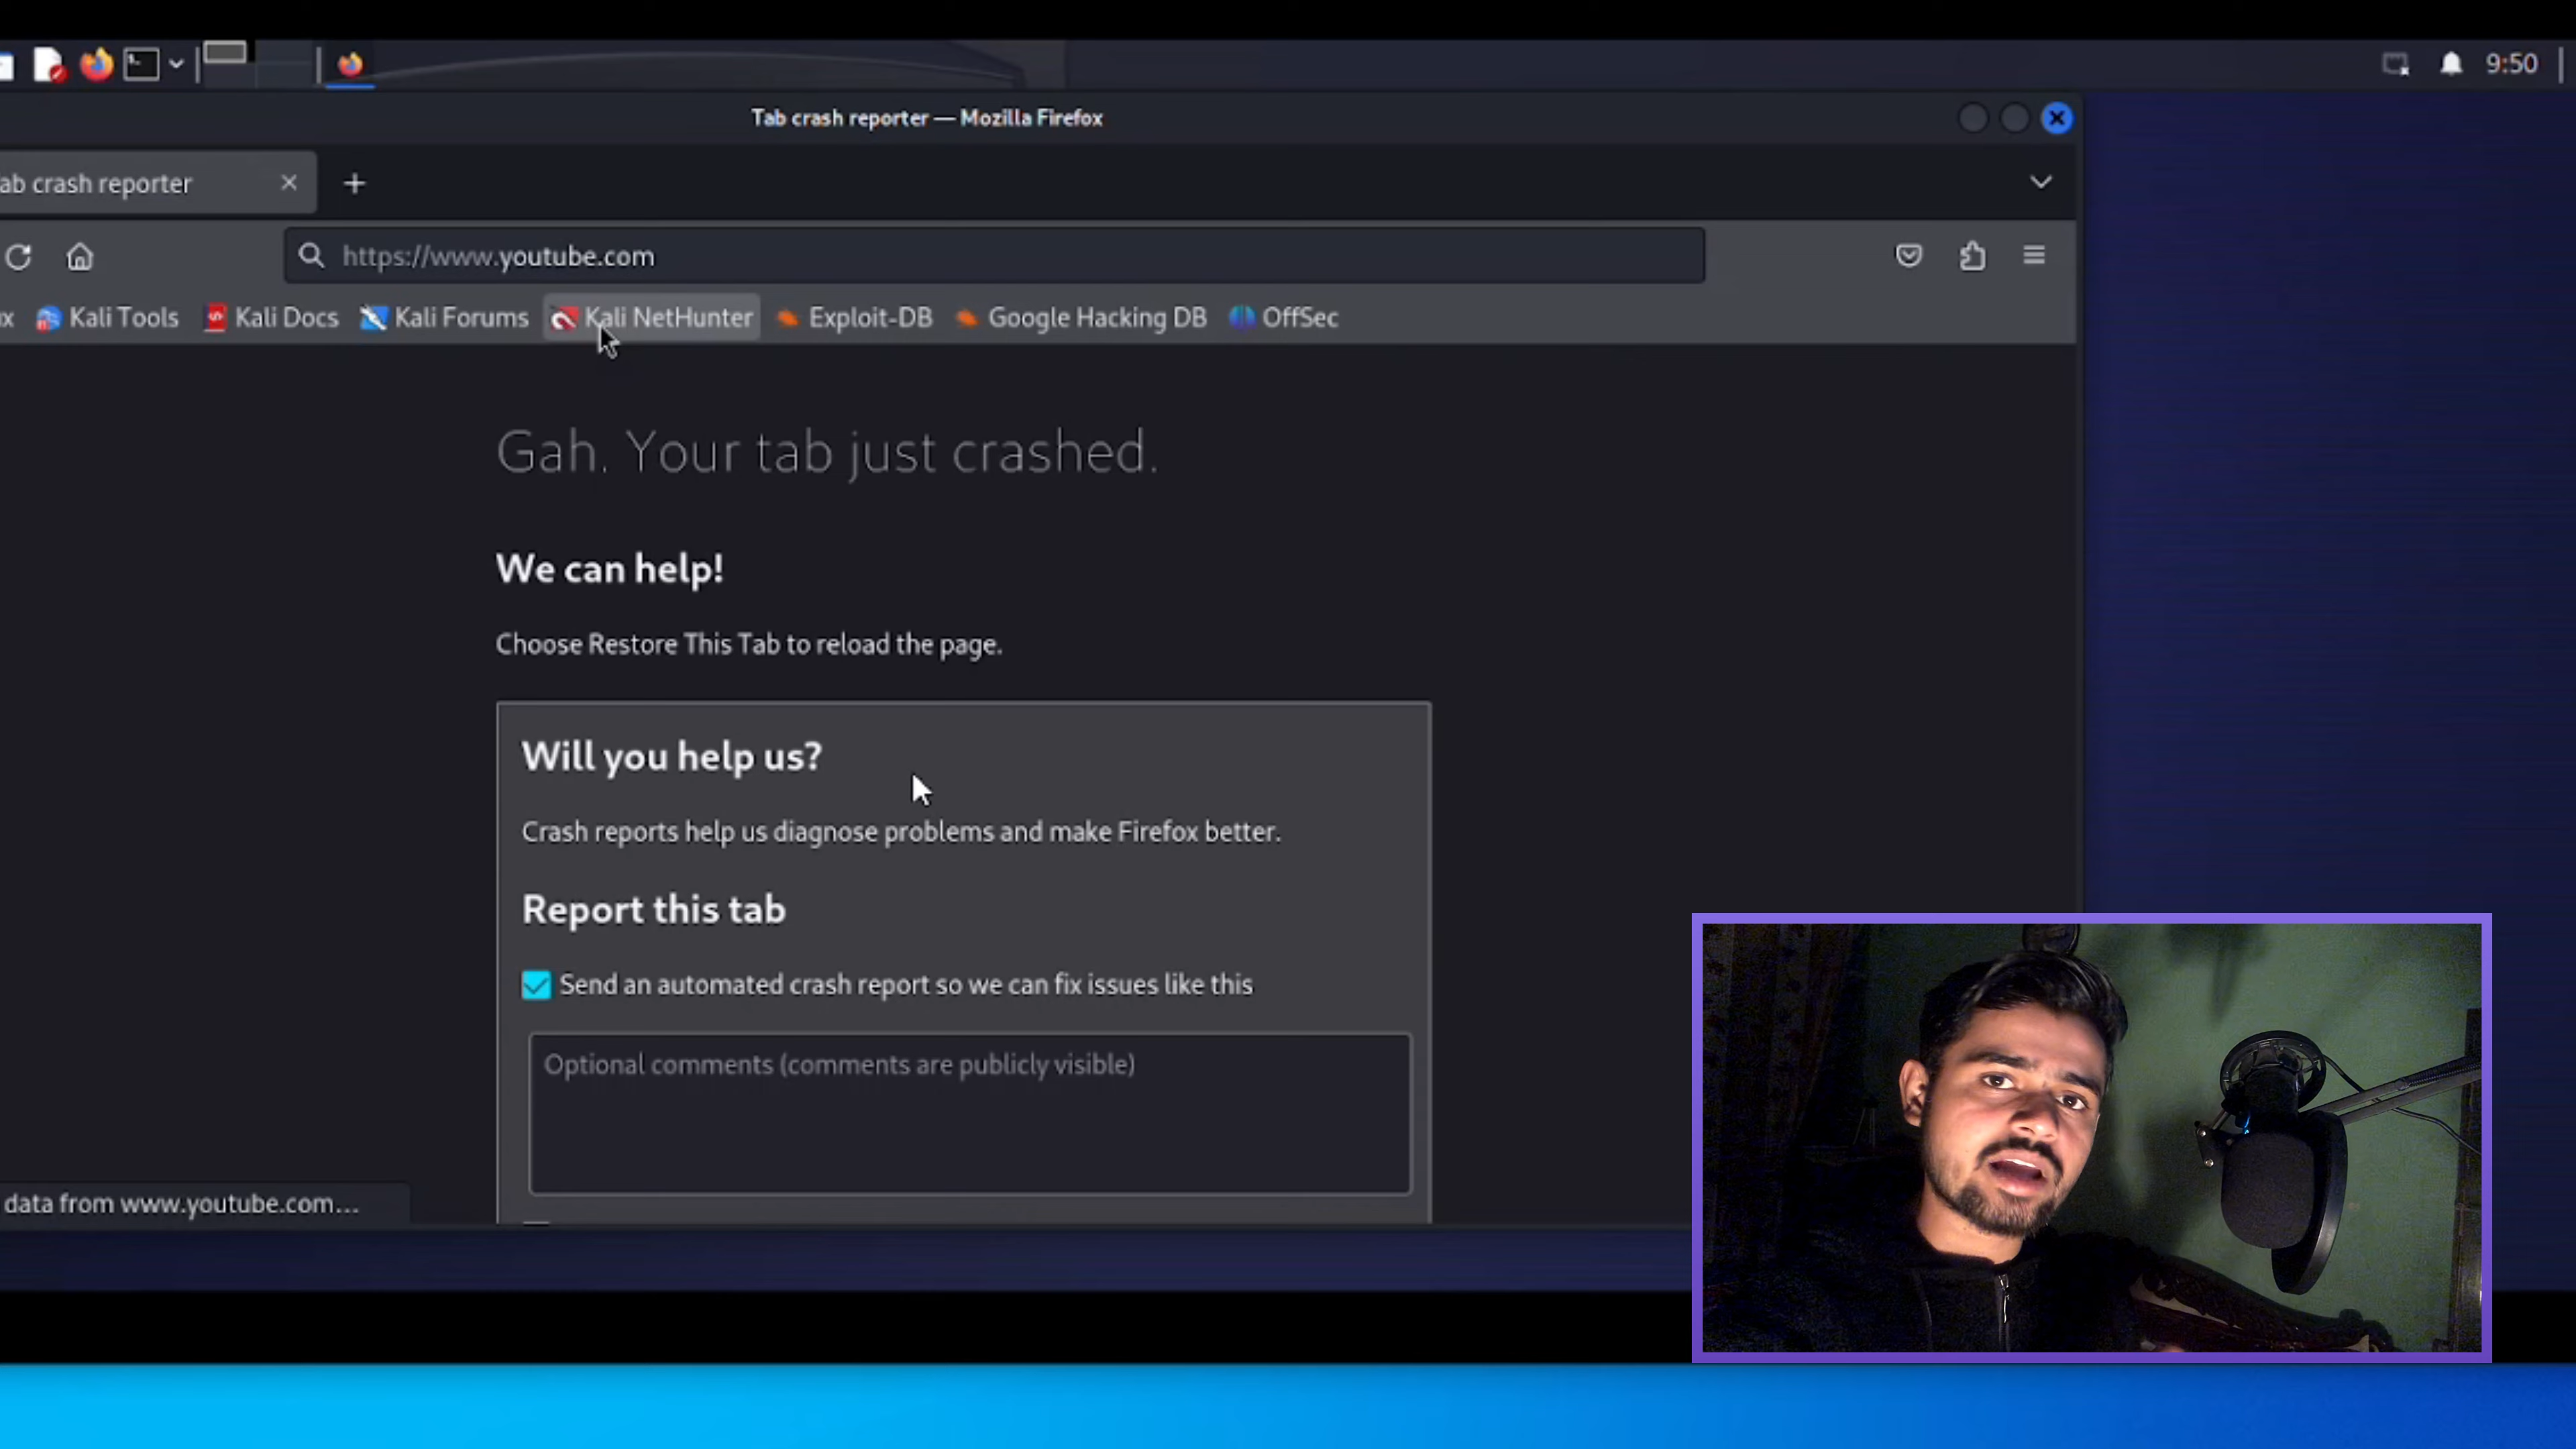 9:50
Tab crash reporter — Mozilla Firefox
ab crash reporter
https://www.youtube.com
x Kali Tools Kali Docs Kali Forums Kali NetHunter Exploit-DB Google Hacking DB OffSec
Gah. Your tab just crashed.
We can help!
Choose Restore This Tab to reload the page.
Will you help us?
Crash reports help us diagnose problems and make Firefox better.
Report this tab
Send an automated crash report so we can fix issues like this
Optional comments (comments are publicly visible)
data from www.youtube.com...